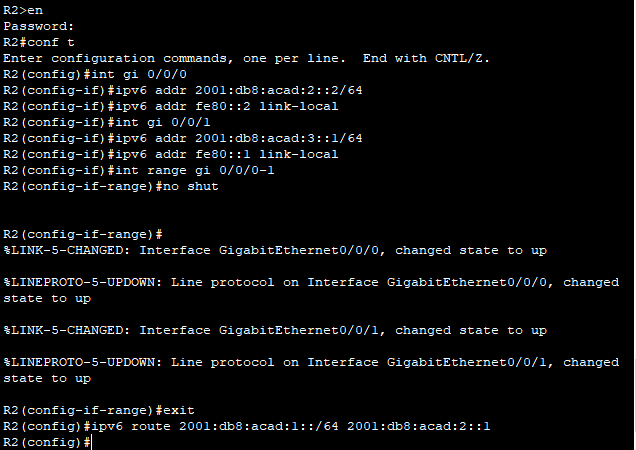 R2>en
Password:
R2#conf t
Enter configuration commands, one per line.  End with CNTL/Z.
R2(config)#int gi 0/0/0
R2(config-if)#ipv6 addr 2001:db8:acad:2::2/64
R2(config-if)#ipv6 addr fe80::2 link-local
R2(config-if)#int gi 0/0/1
R2(config-if)#ipv6 addr 2001:db8:acad:3::1/64
R2(config-if)#ipv6 addr fe80::1 link-local
R2(config-if)#int range gi 0/0/0-1
R2(config-if-range)#no shut
R2(config-if-range)#
%LINK-5-CHANGED: Interface GigabitEthernet0/0/0, changed state to up
%LINEPROTO-5-UPDOWN: Line protocol on Interface GigabitEthernet0/0/0, changed
state to up
%LINK-5-CHANGED: Interface GigabitEthernet0/0/1, changed state to up
%LINEPROTO-5-UPDOWN: Line protocol on Interface GigabitEthernet0/0/1, changed
state to up
R2(config-if-range)#exit
R2(config)#ipv6 route 2001:db8:acad:1::/64 2001:db8:acad:2::1
R2(config)#